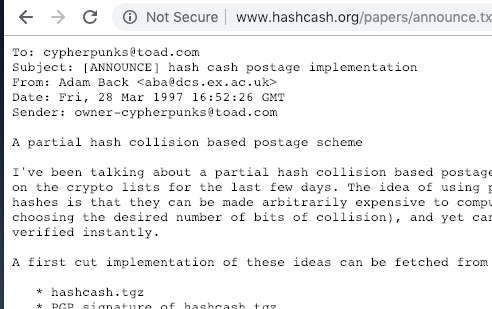 Not Secure | www.hashcash.org/papers/announce.tx
To: cypherpunks@toad.com
Subject: [ANNOUNCE] hash cash postage implementation
From: Adam Back <aba@dcs.ex.ac.uk>
Date: Fri, 28 Mar 1997 16:52:26 GMT
Sender: owner-cypherpunks@toad.com
A partial hash collision based postage scheme
I've been talking about a partial hash collision based postage
on the crypto lists for the last few days. The idea of using p
hashes is that they can be made arbitrarily expensive to compu
choosing the desired number of bits of collision), and yet can
verified instantly.
A first cut implementation of these ideas can be fetched from
* hashcash.tgz
* PGP signature of hashcash.tgz